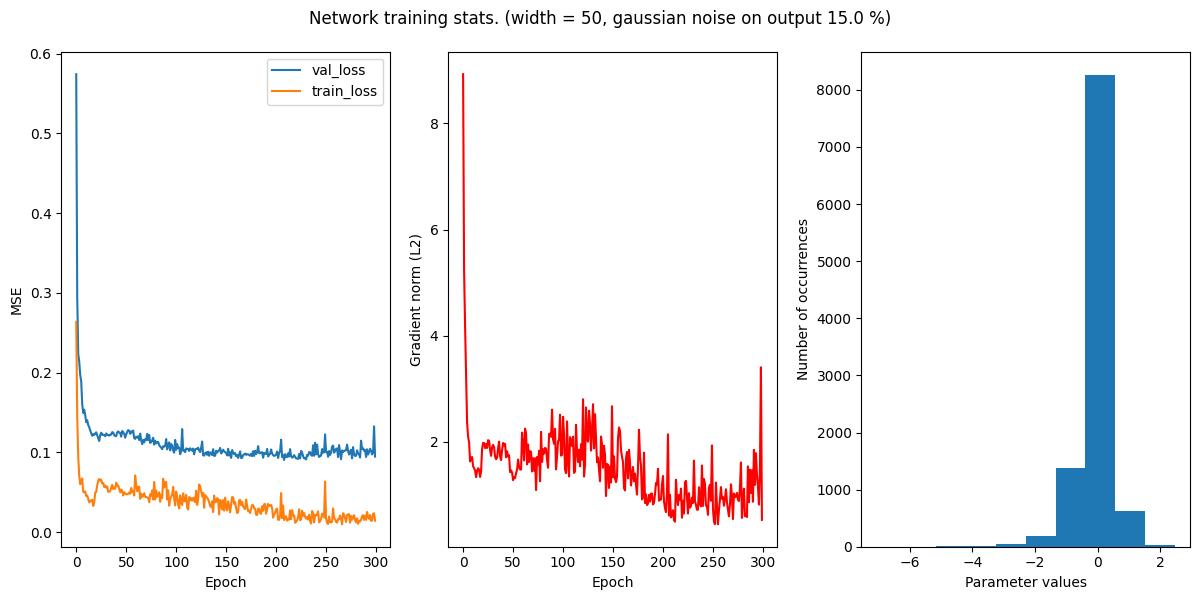 Network training stats. (width = 50, gaussian noise on output 15.0 %)
MSE
0.6
0.5
0.4
0.3
0.2
0.1
0.0
val_loss
train_loss
0 50 100 150 200 250 300
Epoch
Gradient norm (L2)
8
6
4
2
0 50 100 150 200 250 300
Epoch
Number of occurrences
8000
7000
6000
5000
4000
3000
2000
1000
0
−6 −4 −2 0 2
Parameter values